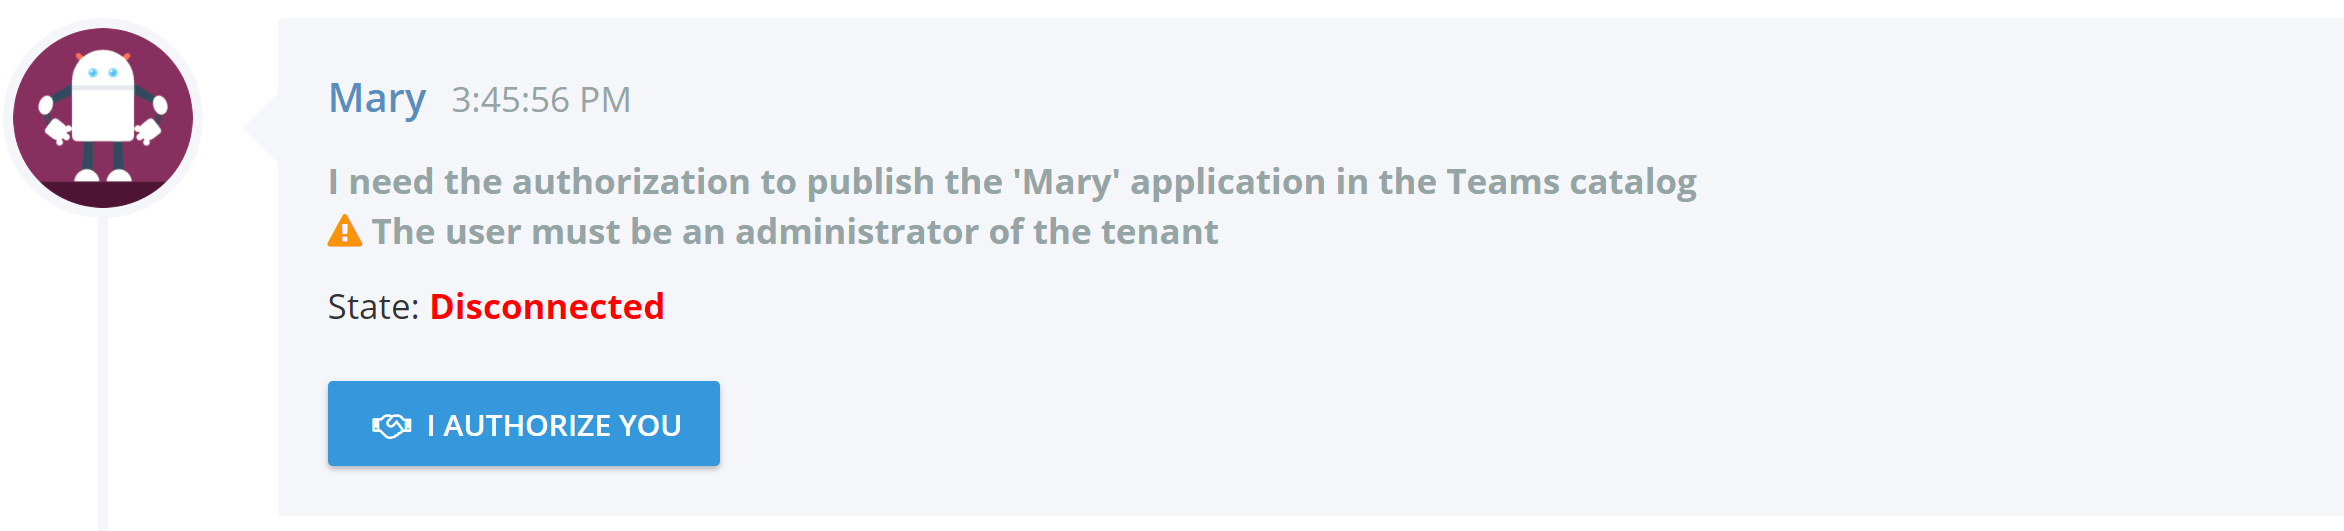 Mary 3:45:56 PM
I need the authorization to publish the 'Mary' application in the Teams catalog
The user must be an administrator of the tenant
State: Disconnected
I AUTHORIZE YOU